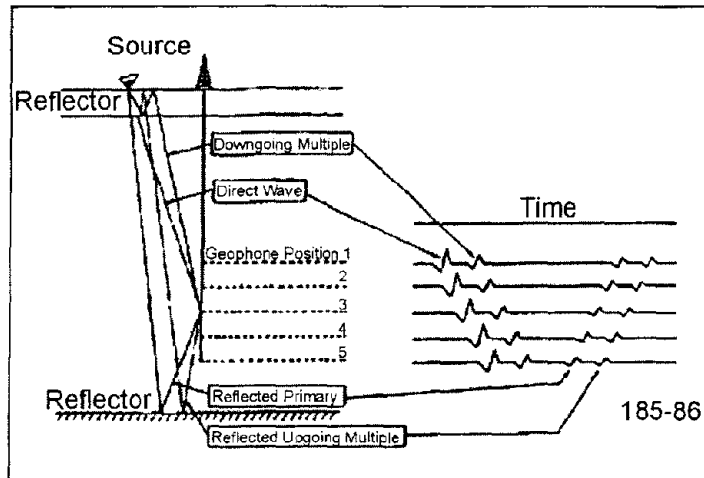 Source
Reflector
Downgoing Multiple
Direct Wave
Time
Geophone Position 1
2
3
4
5
Reflector
Reflected Primary
Reflected Upgoing Multiple
185-86